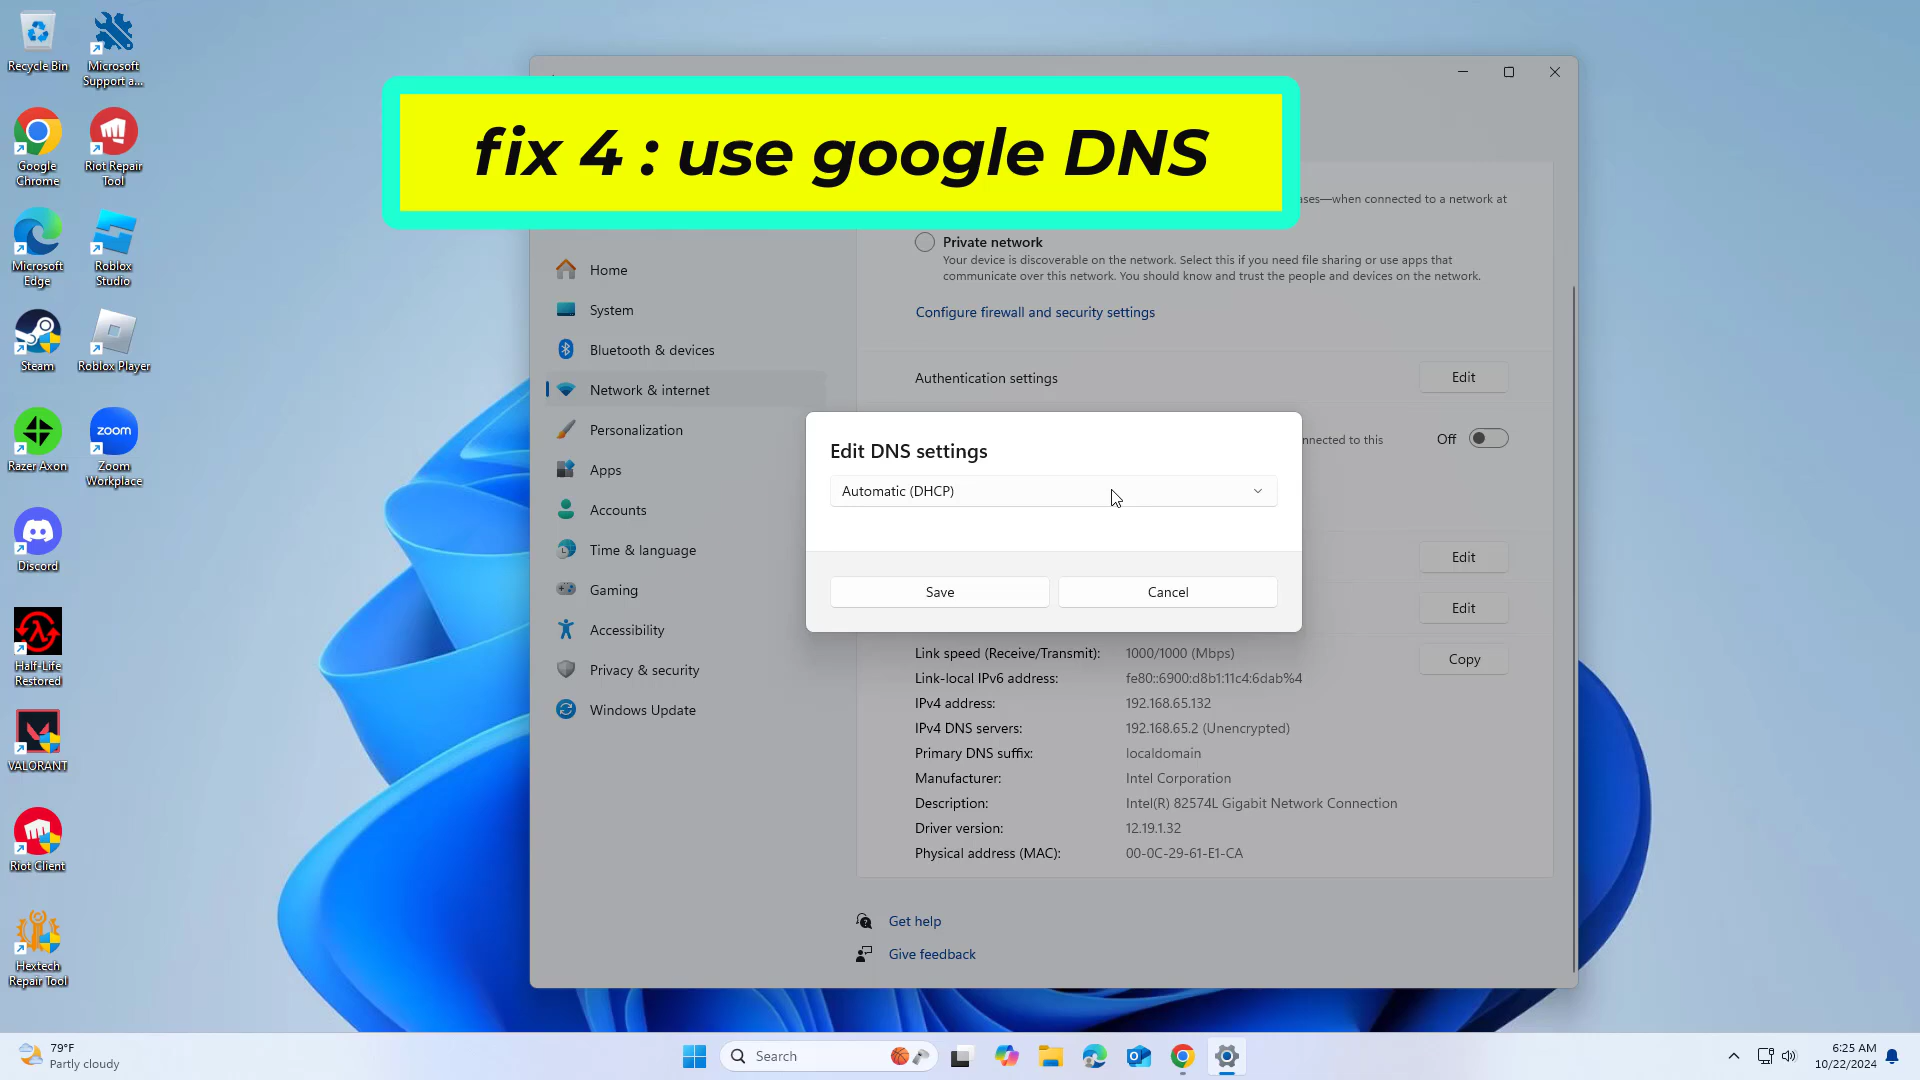 Recycle Bin
Microsoft
Support a...
Google
Chrome
Riot Repair
Tool
Microsoft
Edge
Roblox
Studio
Steam
Roblox Player
Razer Axon
zoom
Zoom
Workplace
Discord
Half-Life
Restored
VALORANT
Riot Client
Hextech
Repair Tool
fix 4 : use google DNS
ases—when connected to a network at
Private network
Your device is discoverable on the network. Select this if you need file sharing or use apps that
communicate over this network. You should know and trust the people and devices on the network.
Configure firewall and security settings
Authentication settings
Edit
nnected to this
Off
Home
System
Bluetooth & devices
Network & internet
Personalization
Apps
Accounts
Time & language
Gaming
Accessibility
Privacy & security
Windows Update
Edit DNS settings
Automatic (DHCP)
Save
Cancel
Edit
Edit
Copy
Link speed (Receive/Transmit): 1000/1000 (Mbps)
Link-local IPv6 address: fe80::6900:d8b1:11c4:6dab%4
IPv4 address: 192.168.65.132
IPv4 DNS servers: 192.168.65.2 (Unencrypted)
Primary DNS suffix: localdomain
Manufacturer: Intel Corporation
Description: Intel(R) 82574L Gigabit Network Connection
Driver version: 12.19.1.32
Physical address (MAC): 00-0C-29-61-E1-CA
Get help
Give feedback
79°F
Partly cloudy
Search
6:25 AM
10/22/2024